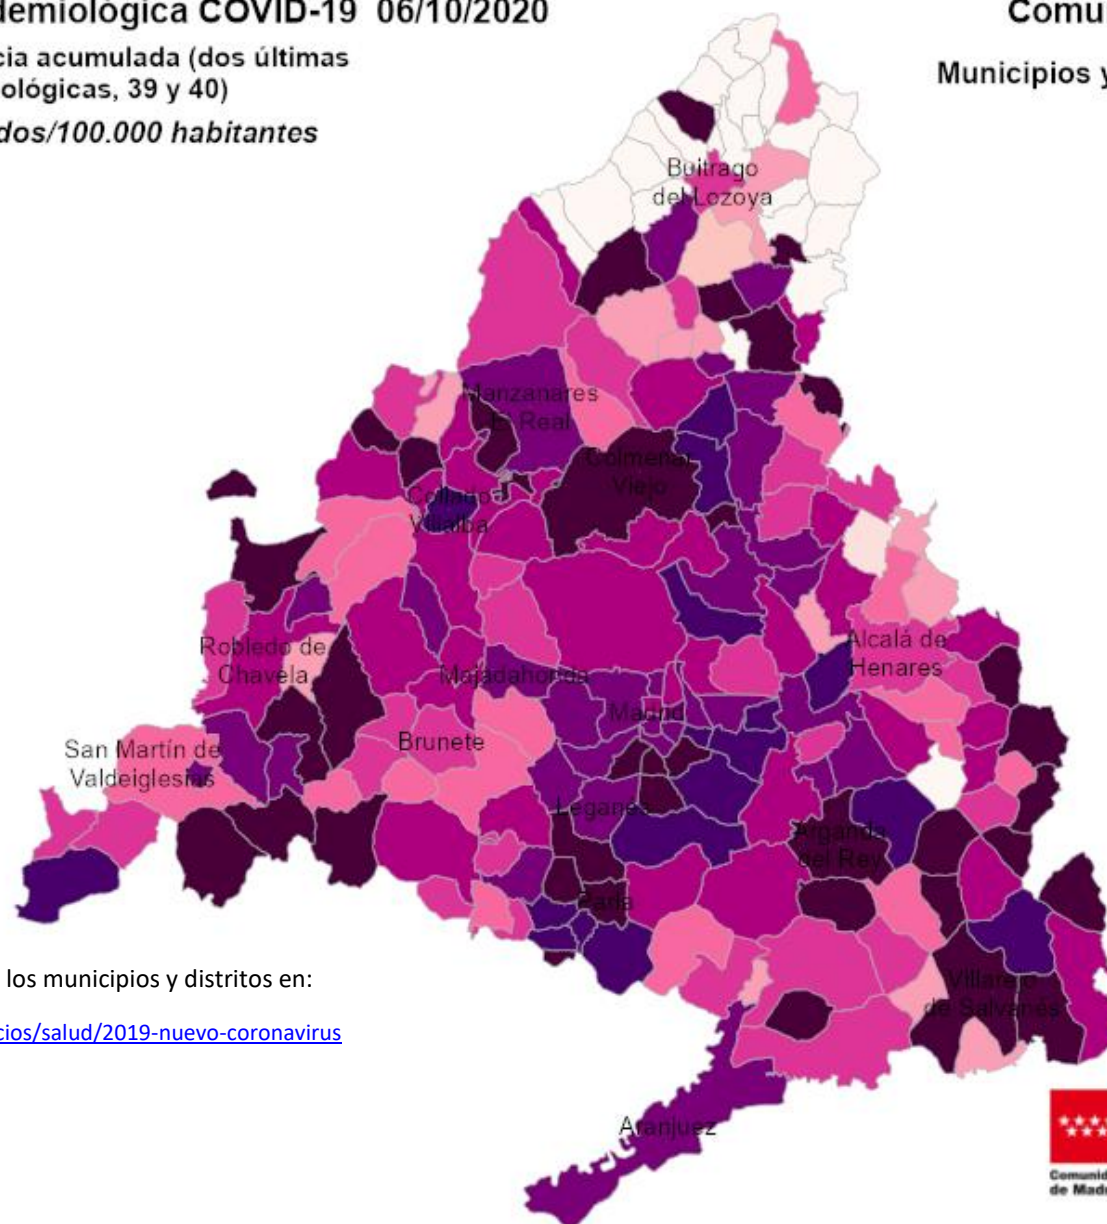 demiológica COVID-19 06/10/2020
cia acumulada (dos últimas
ológicas, 39 y 40)
dos/100.000 habitantes
Comu
Municipios y
Buitrago
del Lozoya
Manzanares
El Real
Colmenar
Viejo
Collado
Villalba
Robledo de
Chavela
Majadahonda
Alcalá de
Henares
Madrid
Brunete
San Martín de
Valdeiglesias
Leganés
Arganda
del Rey
Parla
Villarejo
de Salvanés
los municipios y distritos en:
cios/salud/2019-nuevo-coronavirus
Aranjuez
Comunid
de Madr